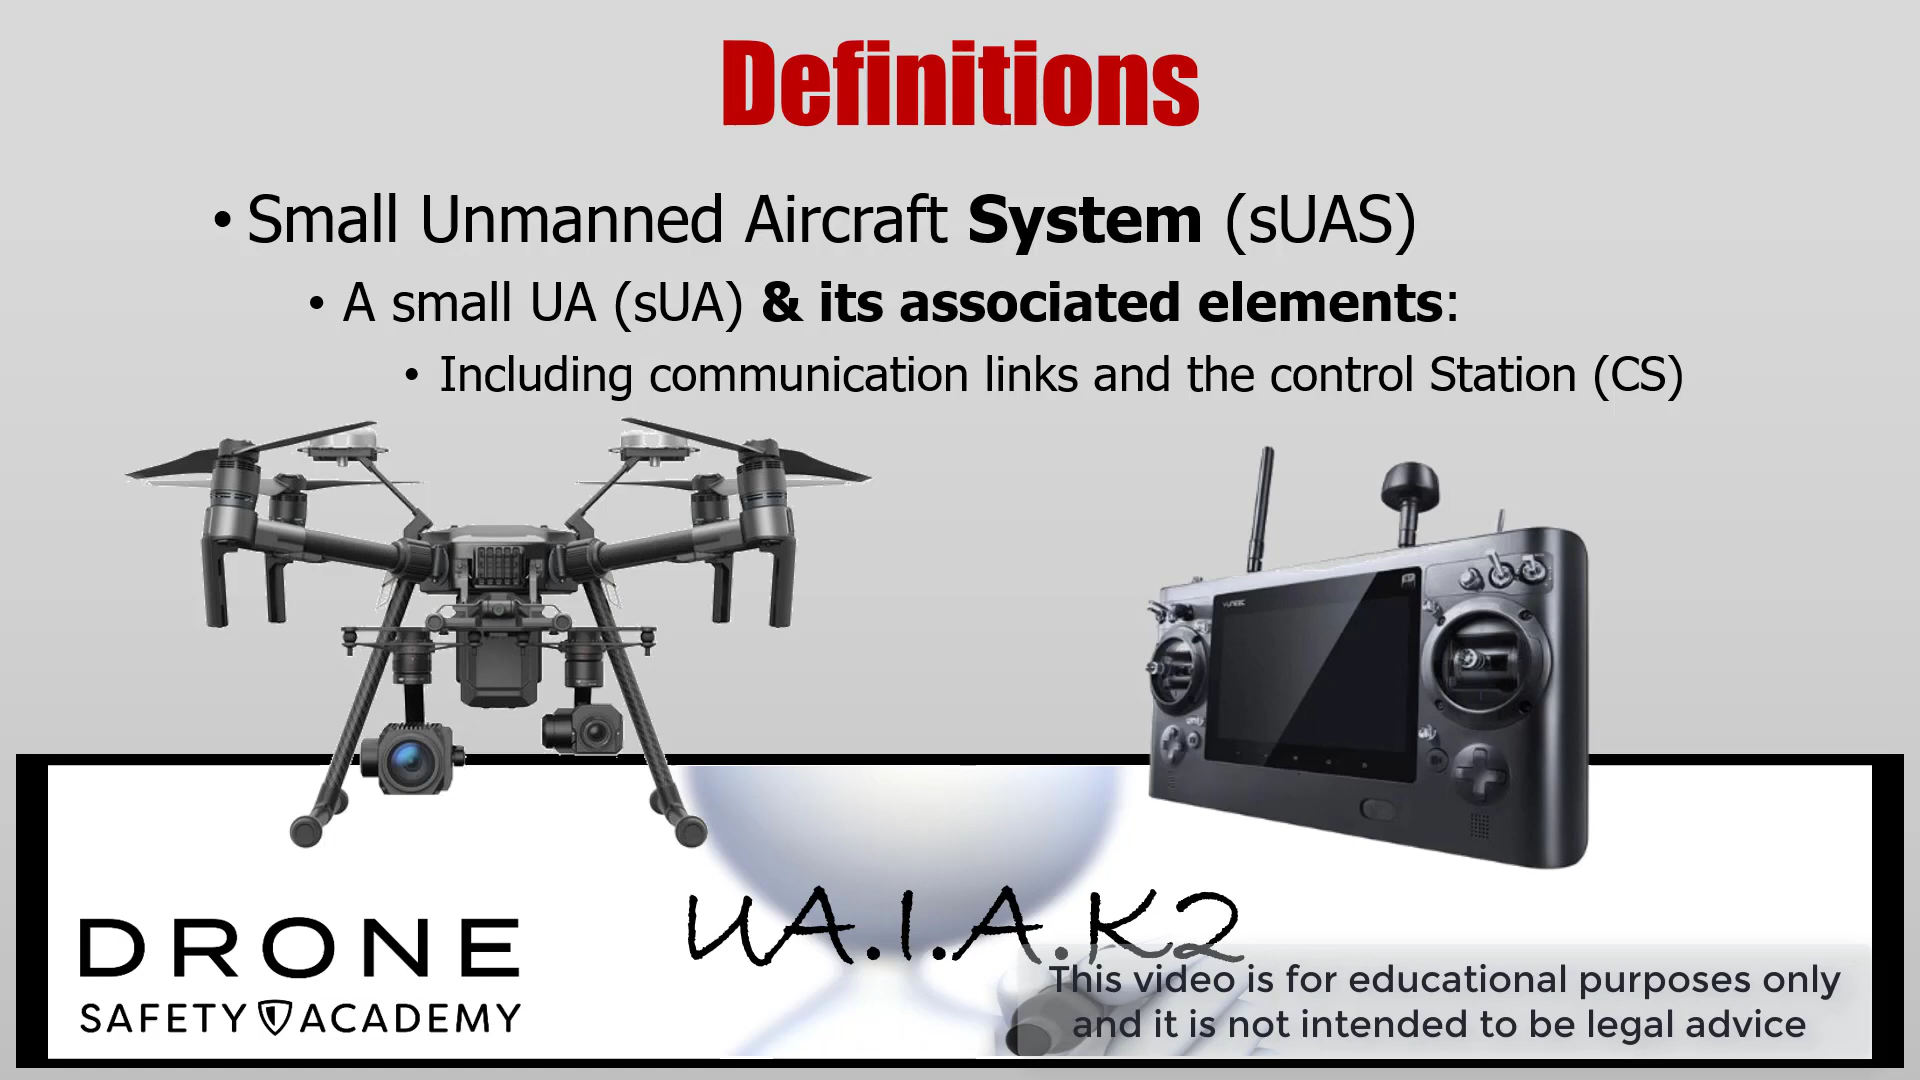 Definitions
• Small Unmanned Aircraft System (sUAS)
• A small UA (sUA) & its associated elements:
• Including communication links and the control Station (CS)
YUNEEC
DRONE
SAFETY ACADEMY
UA.I.A.K2
This video is for educational purposes only
and it is not intended to be legal advice